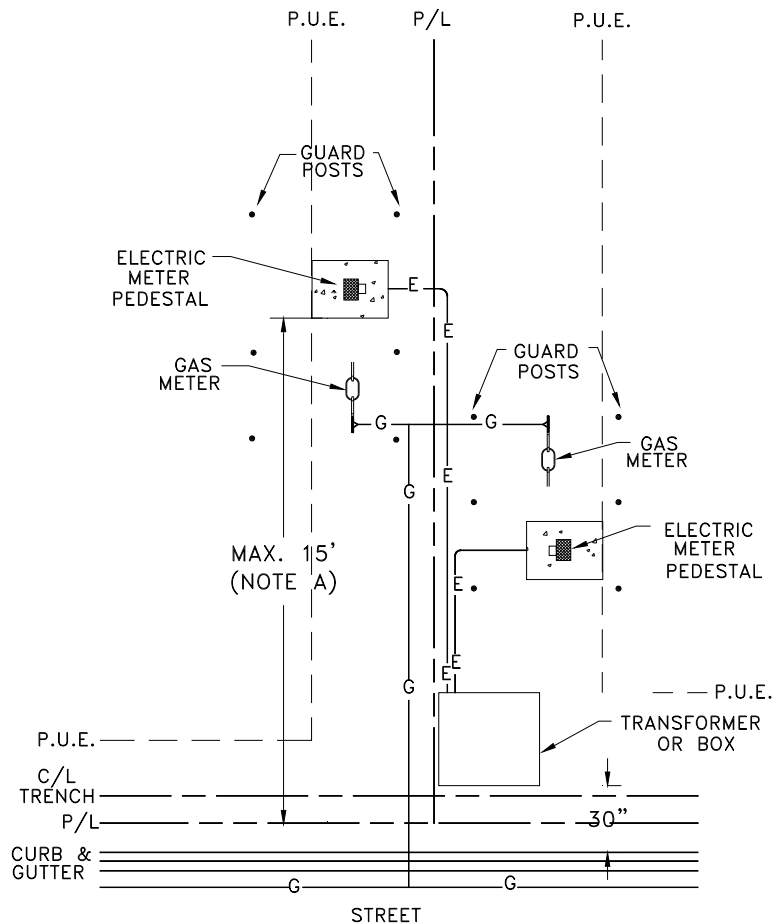 P.U.E.
P/L
P.U.E.
GUARD
POSTS
ELECTRIC
METER
PEDESTAL
E
E
GAS
METER
GUARD
POSTS
G
G
GAS
METER
E
G
MAX. 15'
(NOTE A)
ELECTRIC
METER
PEDESTAL
E
E
E
G
P.U.E.
TRANSFORMER
OR BOX
P.U.E.
C/L
TRENCH
P/L
30"
CURB &
GUTTER
G
G
STREET